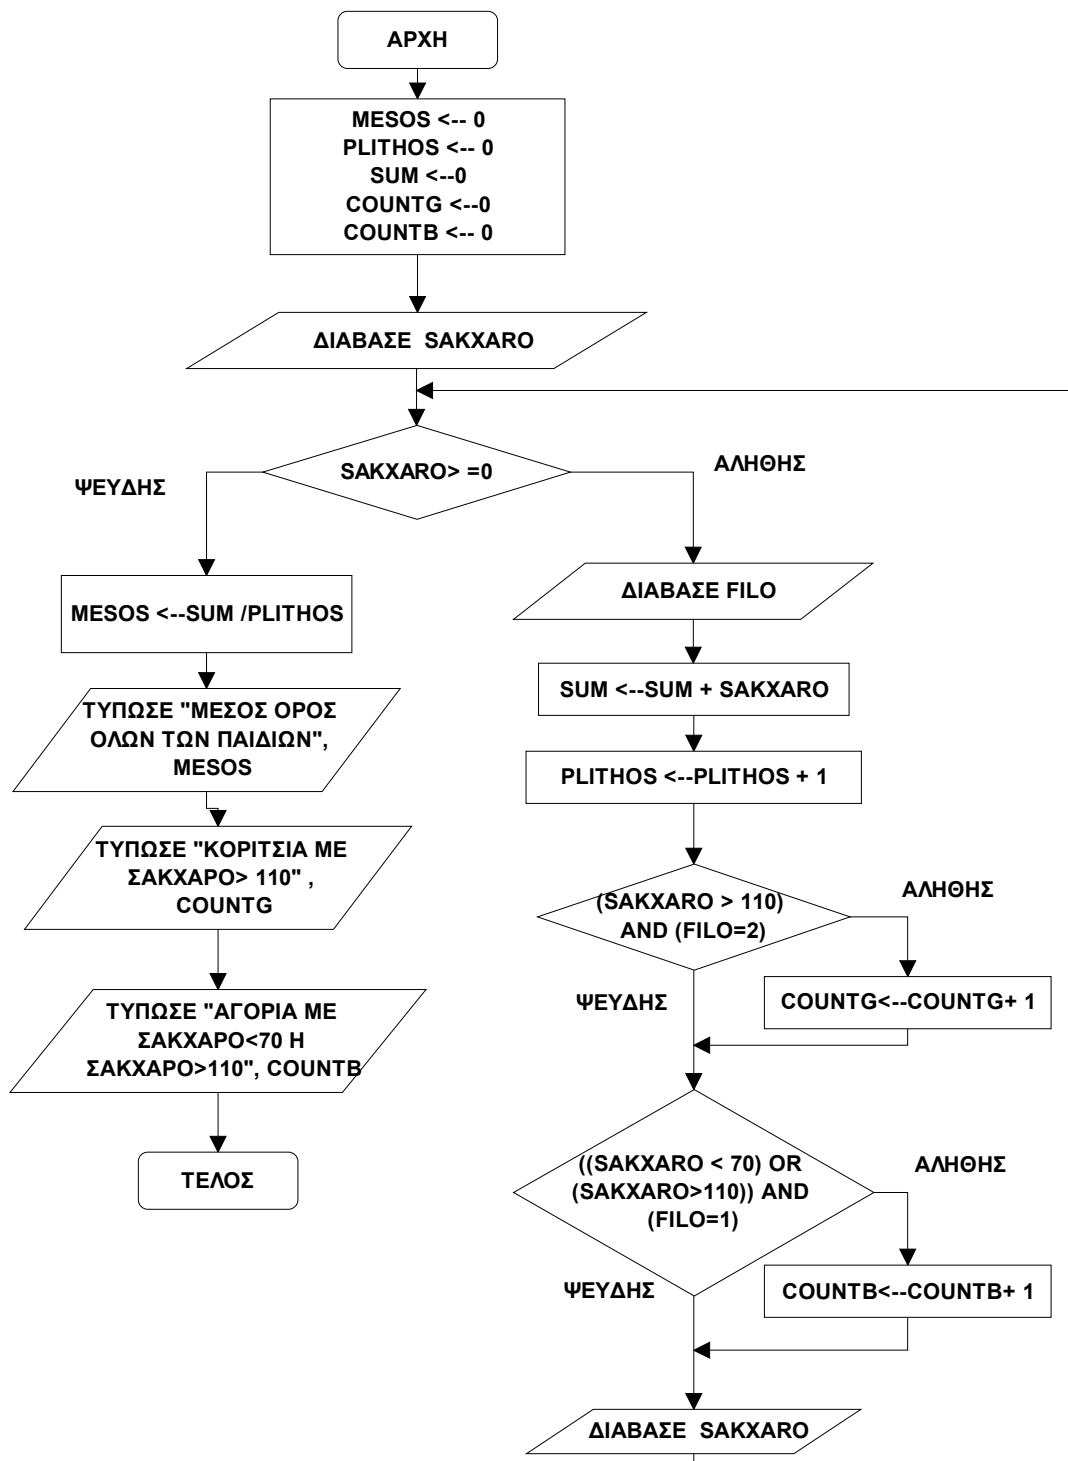 ΑΡΧΗ
MESOS <-- 0
PLITHOS <-- 0
SUM <--0
COUNTG <--0
COUNTB <-- 0
ΔΙΑΒΑΣΕ SAKXARO
SAKXARO> =0
ΨΕΥΔΗΣ
ΑΛΗΘΗΣ
MESOS <--SUM /PLITHOS
ΤΥΠΩΣΕ "ΜΕΣΟΣ ΟΡΟΣ
ΟΛΩΝ ΤΩΝ ΠΑΙΔΙΩΝ",
MESOS
ΤΥΠΩΣΕ "ΚΟΡΙΤΣΙΑ ΜΕ
ΣΑΚΧΑΡΟ> 110" ,
COUNTG
ΤΥΠΩΣΕ "ΑΓΟΡΙΑ ΜΕ
ΣΑΚΧΑΡΟ<70 Η
ΣΑΚΧΑΡΟ>110", COUNTB
ΤΕΛΟΣ
ΔΙΑΒΑΣΕ FILO
SUM <--SUM + SAKXARO
PLITHOS <--PLITHOS + 1
(SAKXARO > 110)
AND (FILO=2)
ΑΛΗΘΗΣ
ΨΕΥΔΗΣ
COUNTG<--COUNTG+ 1
((SAKXARO < 70) OR
(SAKXARO>110)) AND
(FILO=1)
ΑΛΗΘΗΣ
ΨΕΥΔΗΣ
COUNTB<--COUNTB+ 1
ΔΙΑΒΑΣΕ SAKXARO